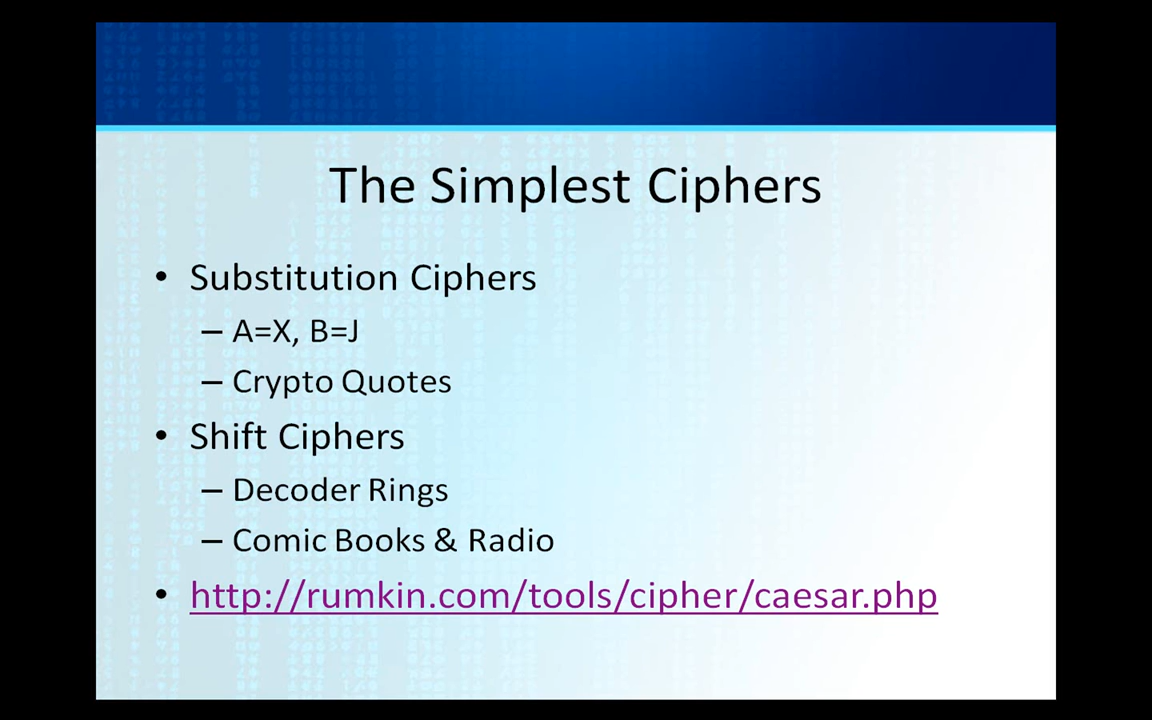 The Simplest Ciphers
• Substitution Ciphers
– A=X, B=J
– Crypto Quotes
• Shift Ciphers
– Decoder Rings
– Comic Books & Radio
• http://rumkin.com/tools/cipher/caesar.php